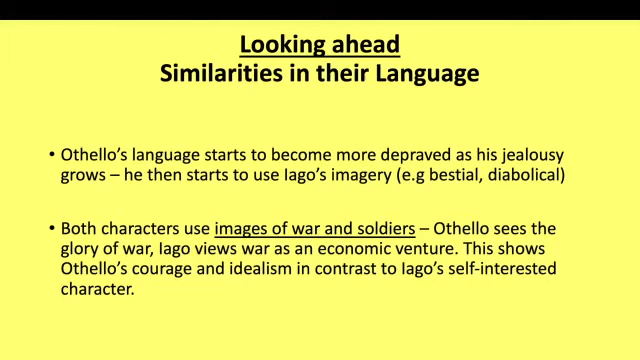 Looking ahead
Similarities in their Language
• Othello’s language starts to become more depraved as his jealousy
grows – he then starts to use Iago’s imagery (e.g bestial, diabolical)
• Both characters use images of war and soldiers – Othello sees the
glory of war, Iago views war as an economic venture. This shows
Othello’s courage and idealism in contrast to Iago’s self-interested
character.